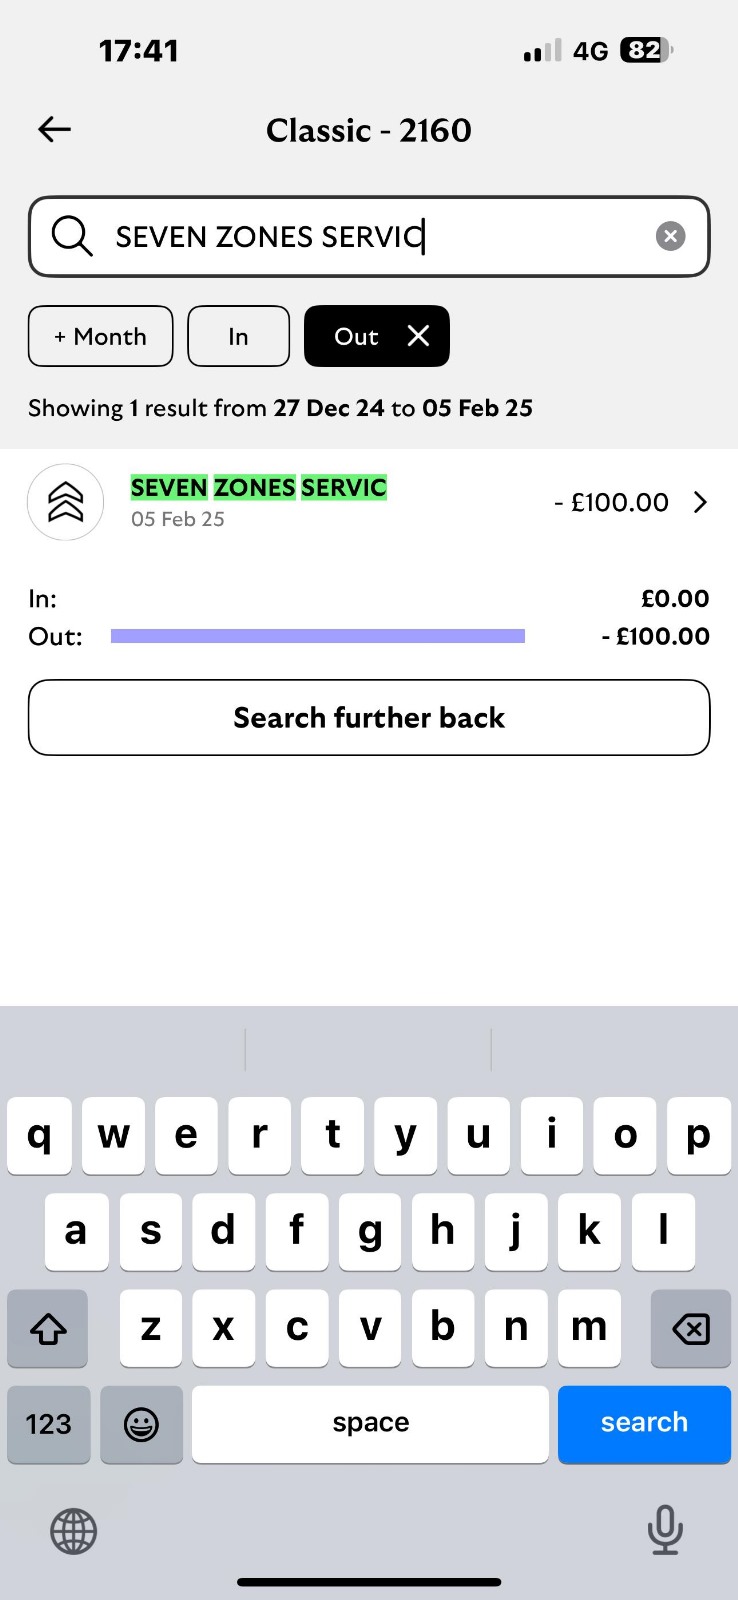 17:41
4G 82
Classic - 2160
SEVEN ZONES SERVIC
+ Month In Out
Showing 1 result from 27 Dec 24 to 05 Feb 25
SEVEN ZONES SERVIC
- £100.00
05 Feb 25
In: £0.00
Out: - £100.00
Search further back
q w e r t y u i o p
a s d f g h j k l
z x c v b n m
123 space search